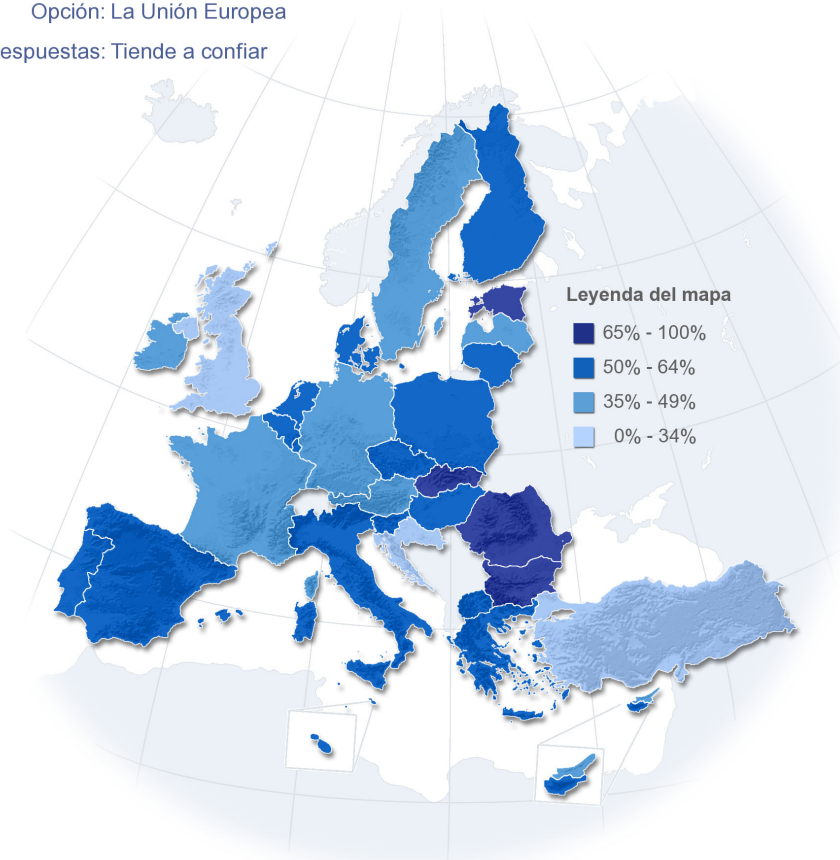 Opción: La Unión Europea
espuestas: Tiende a confiar
Leyenda del mapa
65% - 100%
50% - 64%
35% - 49%
0% - 34%